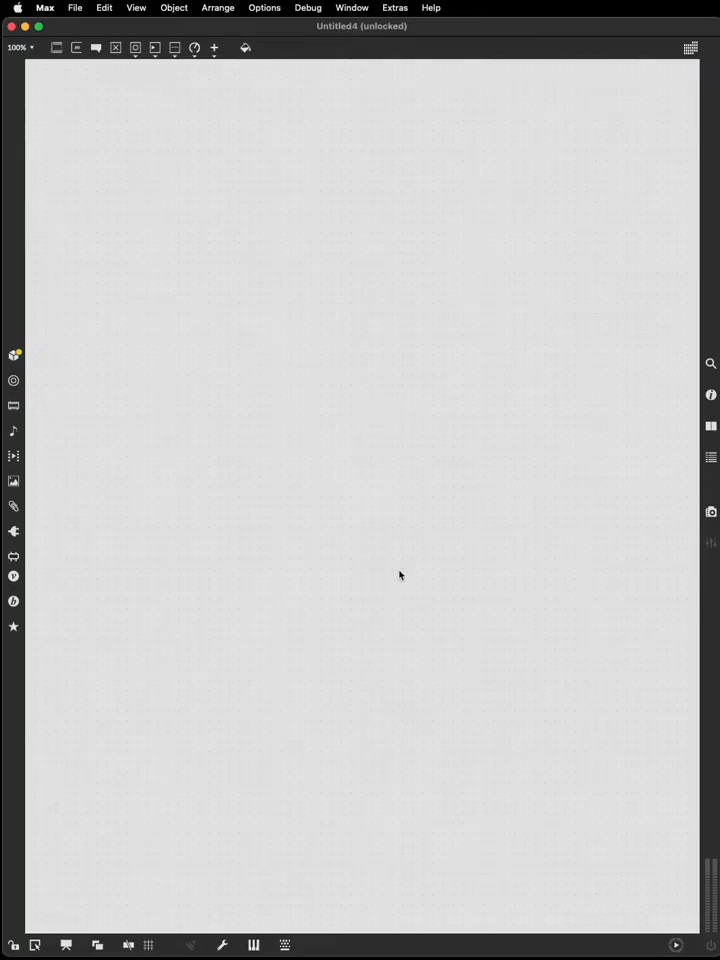 Max File Edit View Object Arrange Options Debug Window Extras Help
Untitled4 (unlocked)
100%